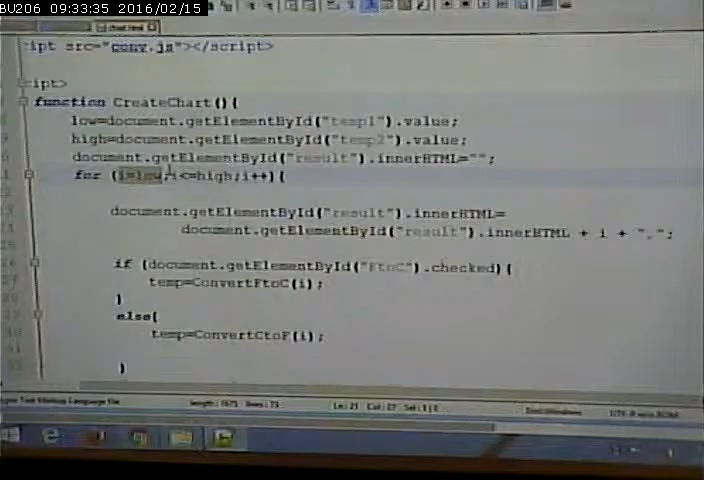 BU206 09:33:35 2016/02/15
ipt src="conv.js"></script>
ipt>
function CreateChart(){
low=document.getElementById("temp1").value;
high=document.getElementById("temp2").value;
document.getElementById("result").innerHTML="";
for (i=low;i<=high;i++){
document.getElementById("result").innerHTML=
document.getElementById("result").innerHTML + i + ",";
if (document.getElementById("FtoC").checked){
temp=ConvertFtoC(i);
}
else{
temp=ConvertCtoF(i);
}